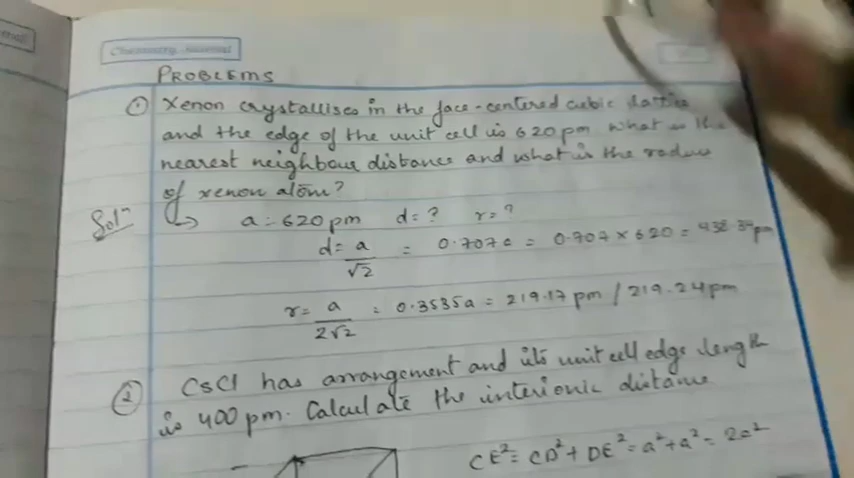 Chemistry Journal
PROBLEMS
① Xenon crystallises in the face-centered cubic lattice
and the edge of the unit cell is 620 pm what is the
nearest neighbour distance and what is the radius
of xenon atom?
Solⁿ → a = 620 pm d = ? r = ?
d = a/√2 = 0.707a = 0.707 × 620 = 438.34 pm
r = a/2√2 = 0.3535a = 219.17 pm / 219.24 pm
② CsCl has arrangement and its unit cell edge length
is 400 pm. Calculate the interionic distance
CE² = CD² + DE² = a² + a² = 2a²